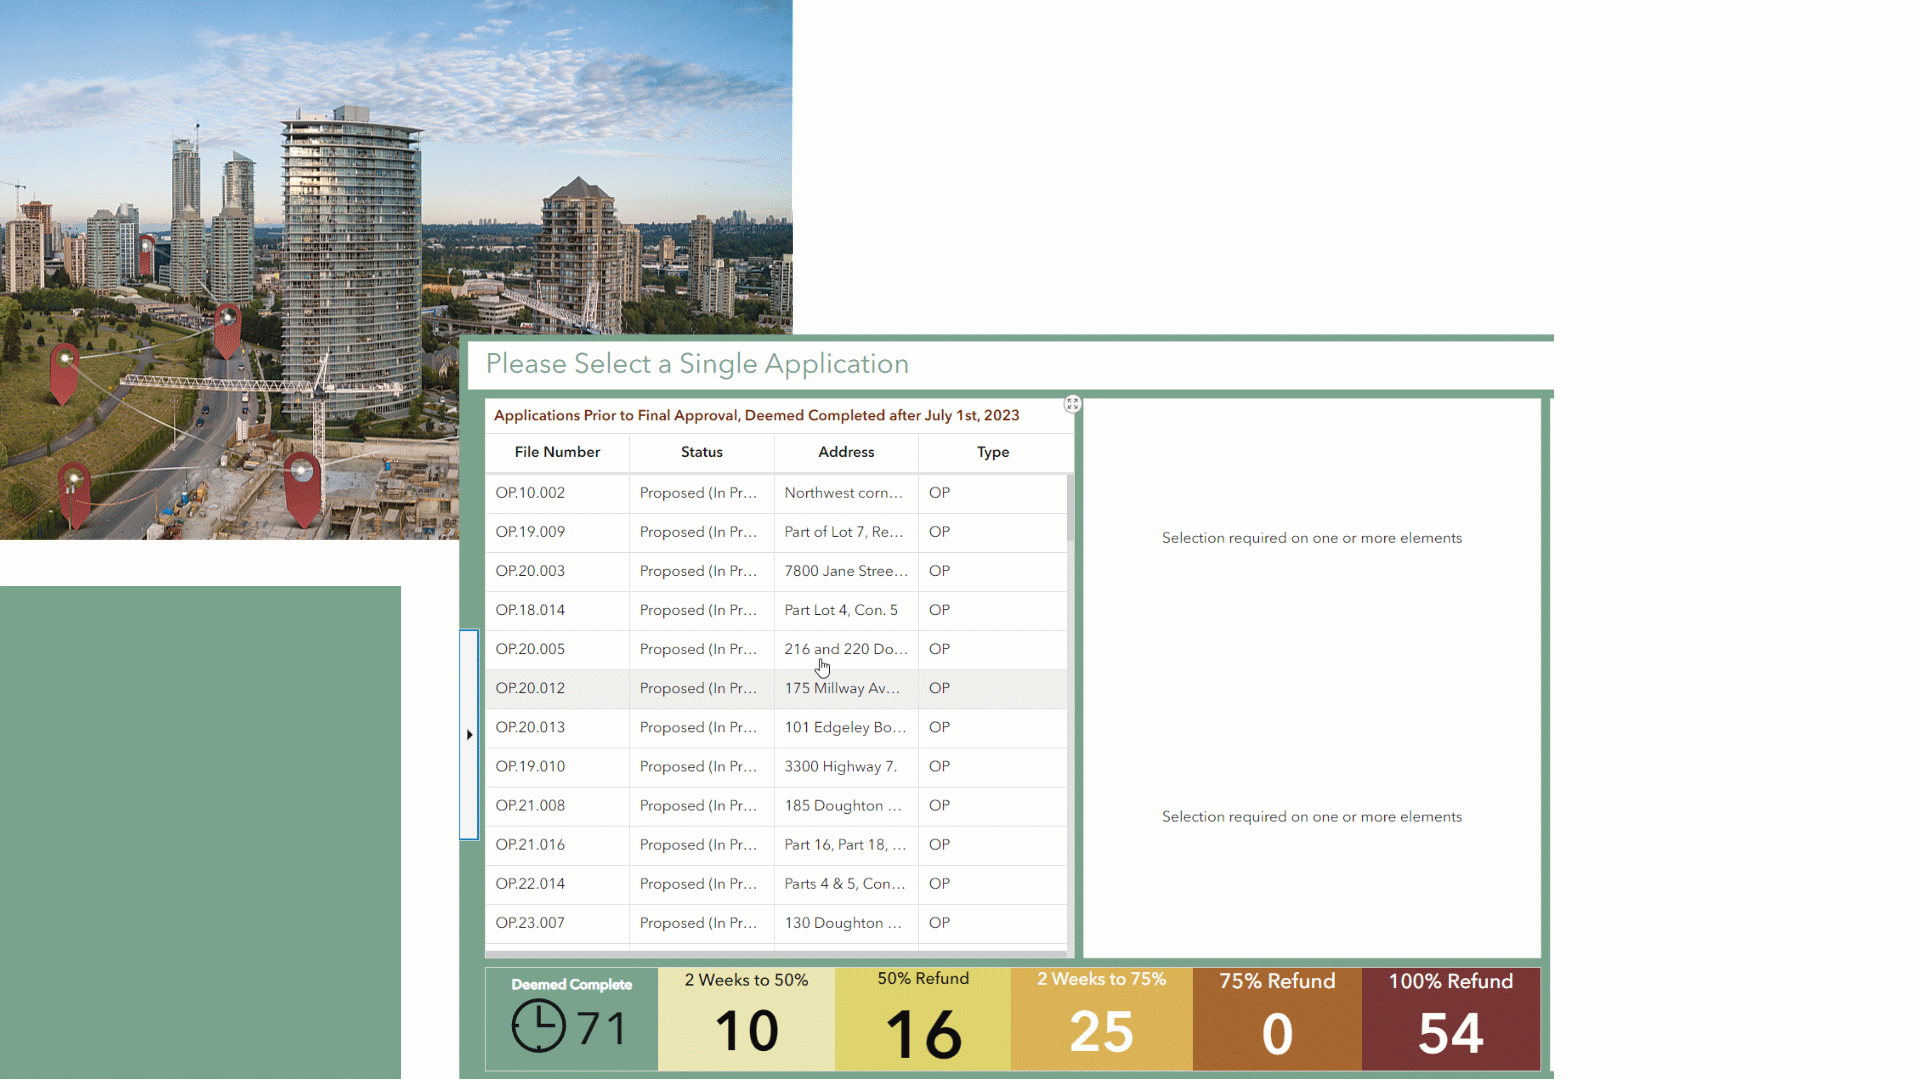 Please Select a Single Application
Applications Prior to Final Approval, Deemed Completed after July 1st, 2023
File Number Status Address Type
OP.10.002 Proposed (In Pr... Northwest corn... OP
OP.19.009 Proposed (In Pr... Part of Lot 7, Re... OP
OP.20.003 Proposed (In Pr... 7800 Jane Stree... OP
OP.18.014 Proposed (In Pr... Part Lot 4, Con. 5 OP
OP.20.005 Proposed (In Pr... 216 and 220 Do... OP
OP.20.012 Proposed (In Pr... 175 Millway Av... OP
OP.20.013 Proposed (In Pr... 101 Edgeley Bo... OP
OP.19.010 Proposed (In Pr... 3300 Highway 7. OP
OP.21.008 Proposed (In Pr... 185 Doughton ... OP
OP.21.016 Proposed (In Pr... Part 16, Part 18, ... OP
OP.22.014 Proposed (In Pr... Parts 4 & 5, Con... OP
OP.23.007 Proposed (In Pr... 130 Doughton ... OP
Selection required on one or more elements
Selection required on one or more elements
Deemed Complete
71
2 Weeks to 50%
10
50% Refund
16
2 Weeks to 75%
25
75% Refund
0
100% Refund
54